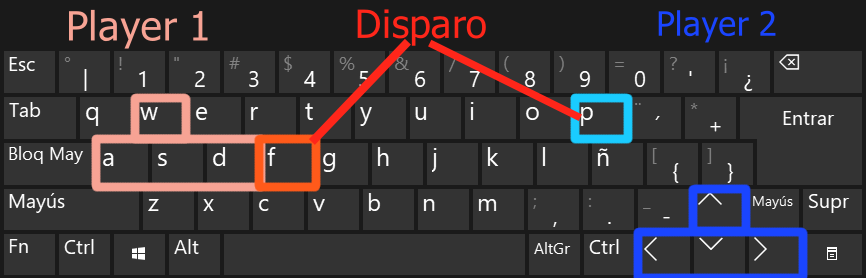 Player 1 Disparo Player 2
Esc ° | ! 1 " 2 # 3 $ 4 % 5 & 6 / 7 ( 8 ) 9 = 0 ? ' ¡ ¿
Tab q w e r t y u i o p ¨ ´ * + Entrar
Bloq May a s d f g h j k l ñ [ { ] }
Mayús z x c v b n m ; , : . _ - Mayús Supr
Fn Ctrl Alt AltGr Ctrl